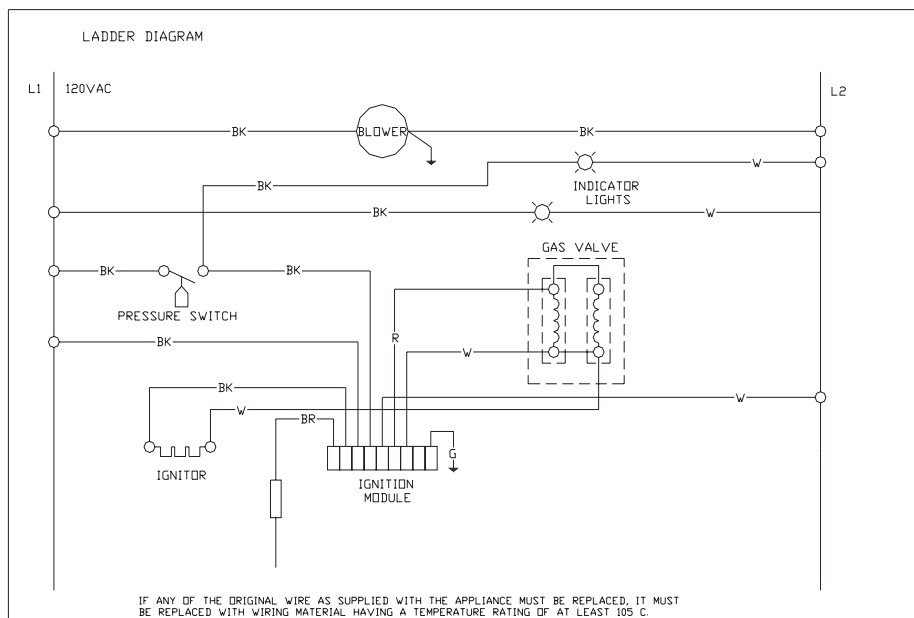 LADDER DIAGRAM
L1
120VAC
L2
BK
BLOWER
BK
W
BK
INDICATOR
LIGHTS
BK
W
GAS VALVE
BK
BK
PRESSURE SWITCH
R
BK
W
BK
W
W
BR
G
IGNITOR
IGNITION
MODULE
IF ANY OF THE ORIGINAL WIRE AS SUPPLIED WITH THE APPLIANCE MUST BE REPLACED, IT MUST
BE REPLACED WITH WIRING MATERIAL HAVING A TEMPERATURE RATING OF AT LEAST 105 C.